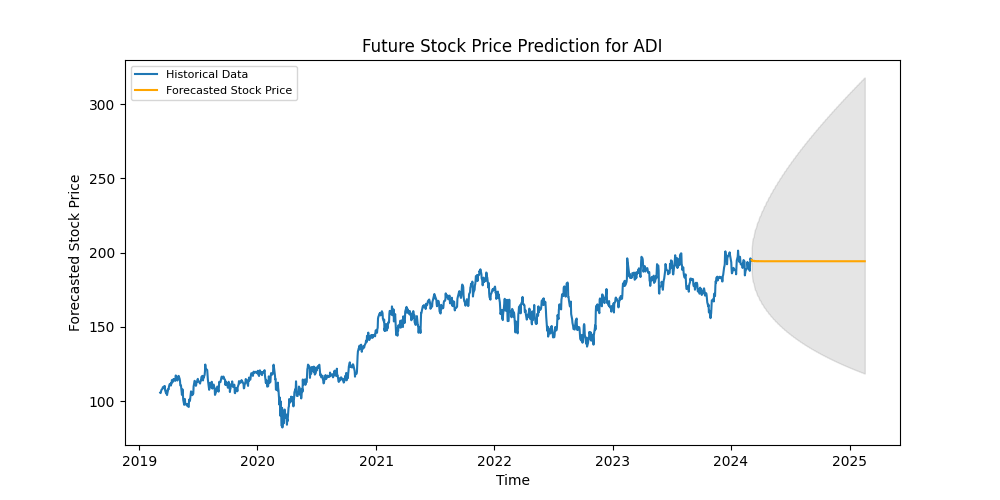 Future Stock Price Prediction for ADI
Historical Data
Forecasted Stock Price
Forecasted Stock Price
300
250
200
150
100
2019
2020
2021
2022
2023
2024
2025
Time